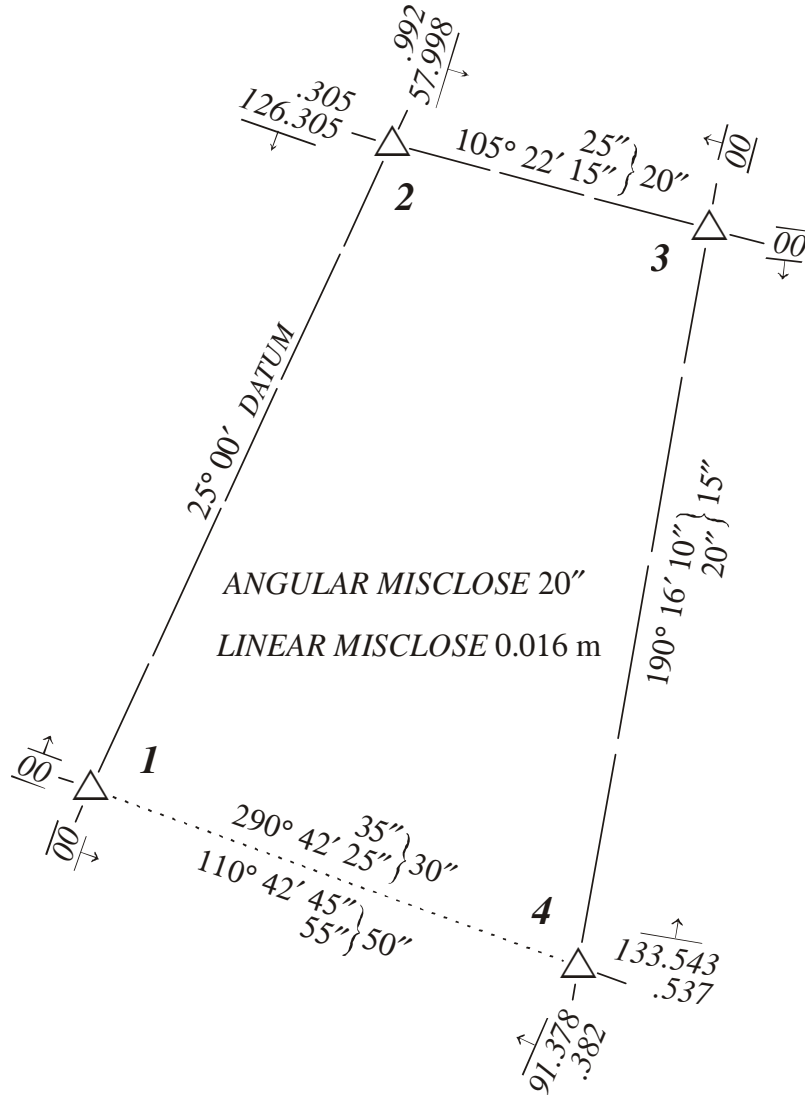 .992
57.998
.305
126.305
25″
105° 22′ 15″ } 20″
00
2
3
00
25° 00′ DATUM
190° 16′ 10″ } 15″
20″
ANGULAR MISCLOSE 20″
LINEAR MISCLOSE 0.016 m
1
00
00
35″
290° 42′ 25″ } 30″
110° 42′ 45″ } 50″
55″
4
133.543
.537
91.378
.382